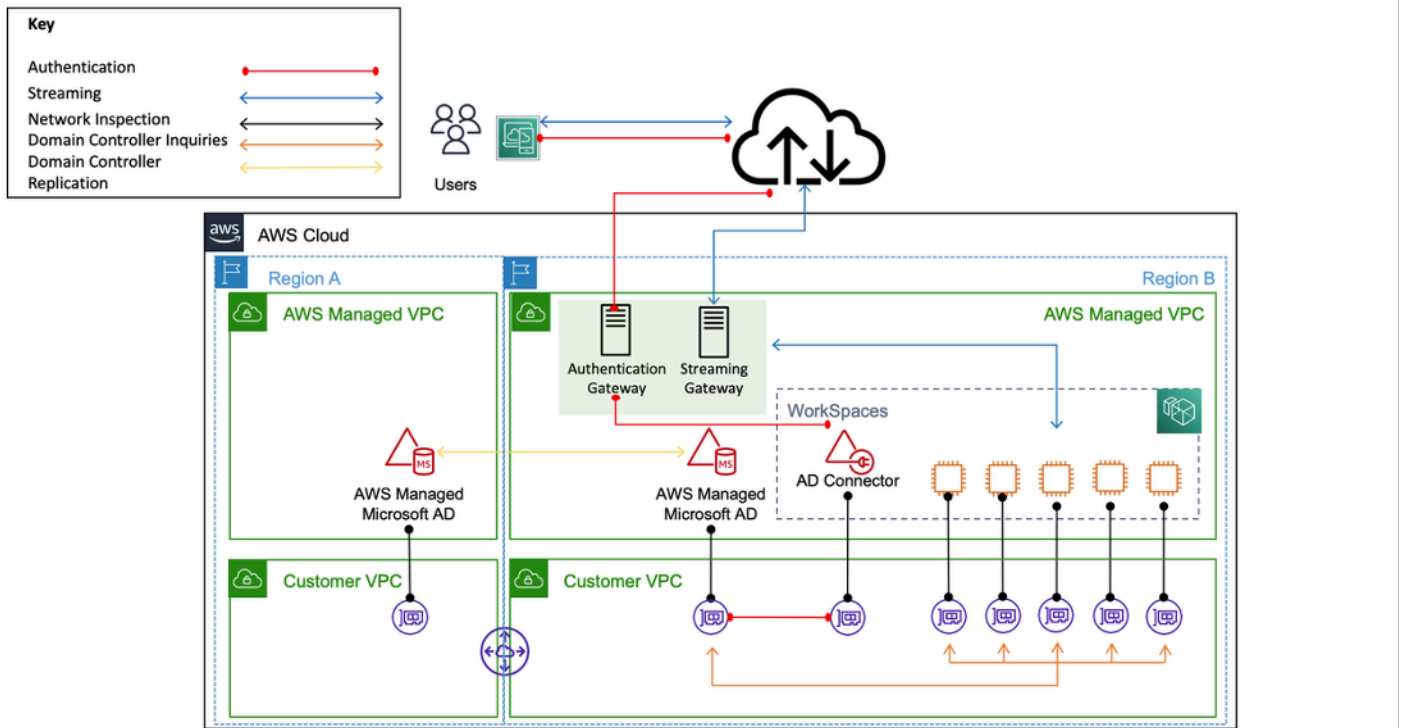 Key
Authentication
Streaming
Network Inspection
Domain Controller Inquiries
Domain Controller
Replication
Users
aws
AWS Cloud
Region A
Region B
AWS Managed VPC
AWS Managed VPC
Authentication
Gateway
Streaming
Gateway
WorkSpaces
MS
MS
AWS Managed
Microsoft AD
AWS Managed
Microsoft AD
AD Connector
Customer VPC
Customer VPC